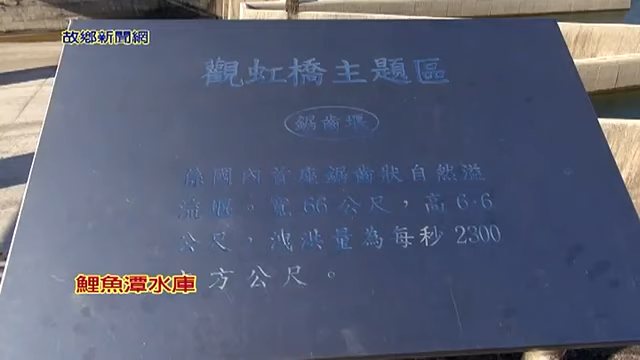 故鄉新聞網
觀虹橋主題區
鋸齒堰
係國內首座鋸齒狀自然溢
流堰。寬66公尺，高6.6
公尺，洩洪量為每秒2300
方公尺。
鯉魚潭水庫